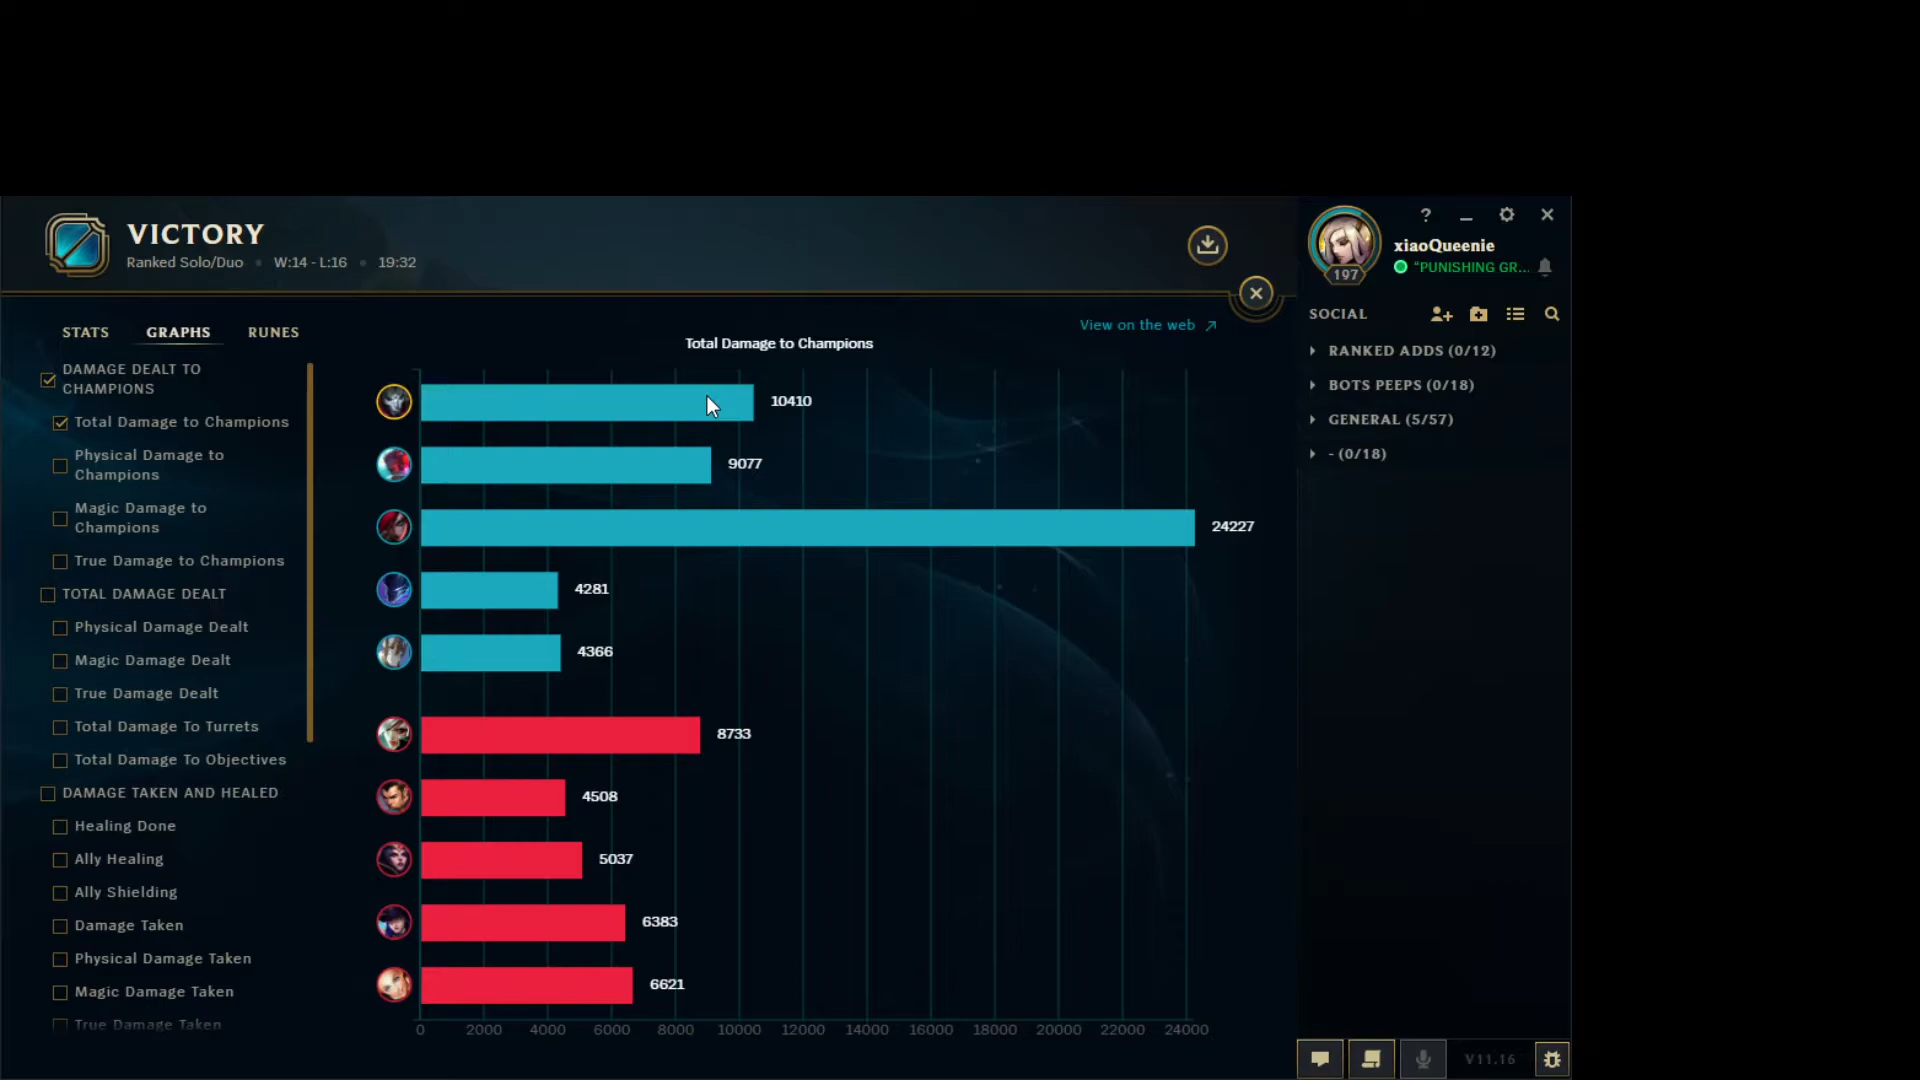 VICTORY
Ranked Solo/Duo • W:14 - L:16 • 19:32
?
xiaoQueenie
197
"PUNISHING GR...
STATS GRAPHS RUNES
View on the web
SOCIAL
Total Damage to Champions
RANKED ADDS (0/12)
BOTS PEEPS (0/18)
GENERAL (5/57)
- (0/18)
DAMAGE DEALT TO
CHAMPIONS
Total Damage to Champions
Physical Damage to
Champions
Magic Damage to
Champions
True Damage to Champions
TOTAL DAMAGE DEALT
Physical Damage Dealt
Magic Damage Dealt
True Damage Dealt
Total Damage To Turrets
Total Damage To Objectives
DAMAGE TAKEN AND HEALED
Healing Done
Ally Healing
Ally Shielding
Damage Taken
Physical Damage Taken
Magic Damage Taken
True Damage Taken
10410
9077
24227
4281
4366
8733
4508
5037
6383
6621
0 2000 4000 6000 8000 10000 12000 14000 16000 18000 20000 22000 24000
V11.16